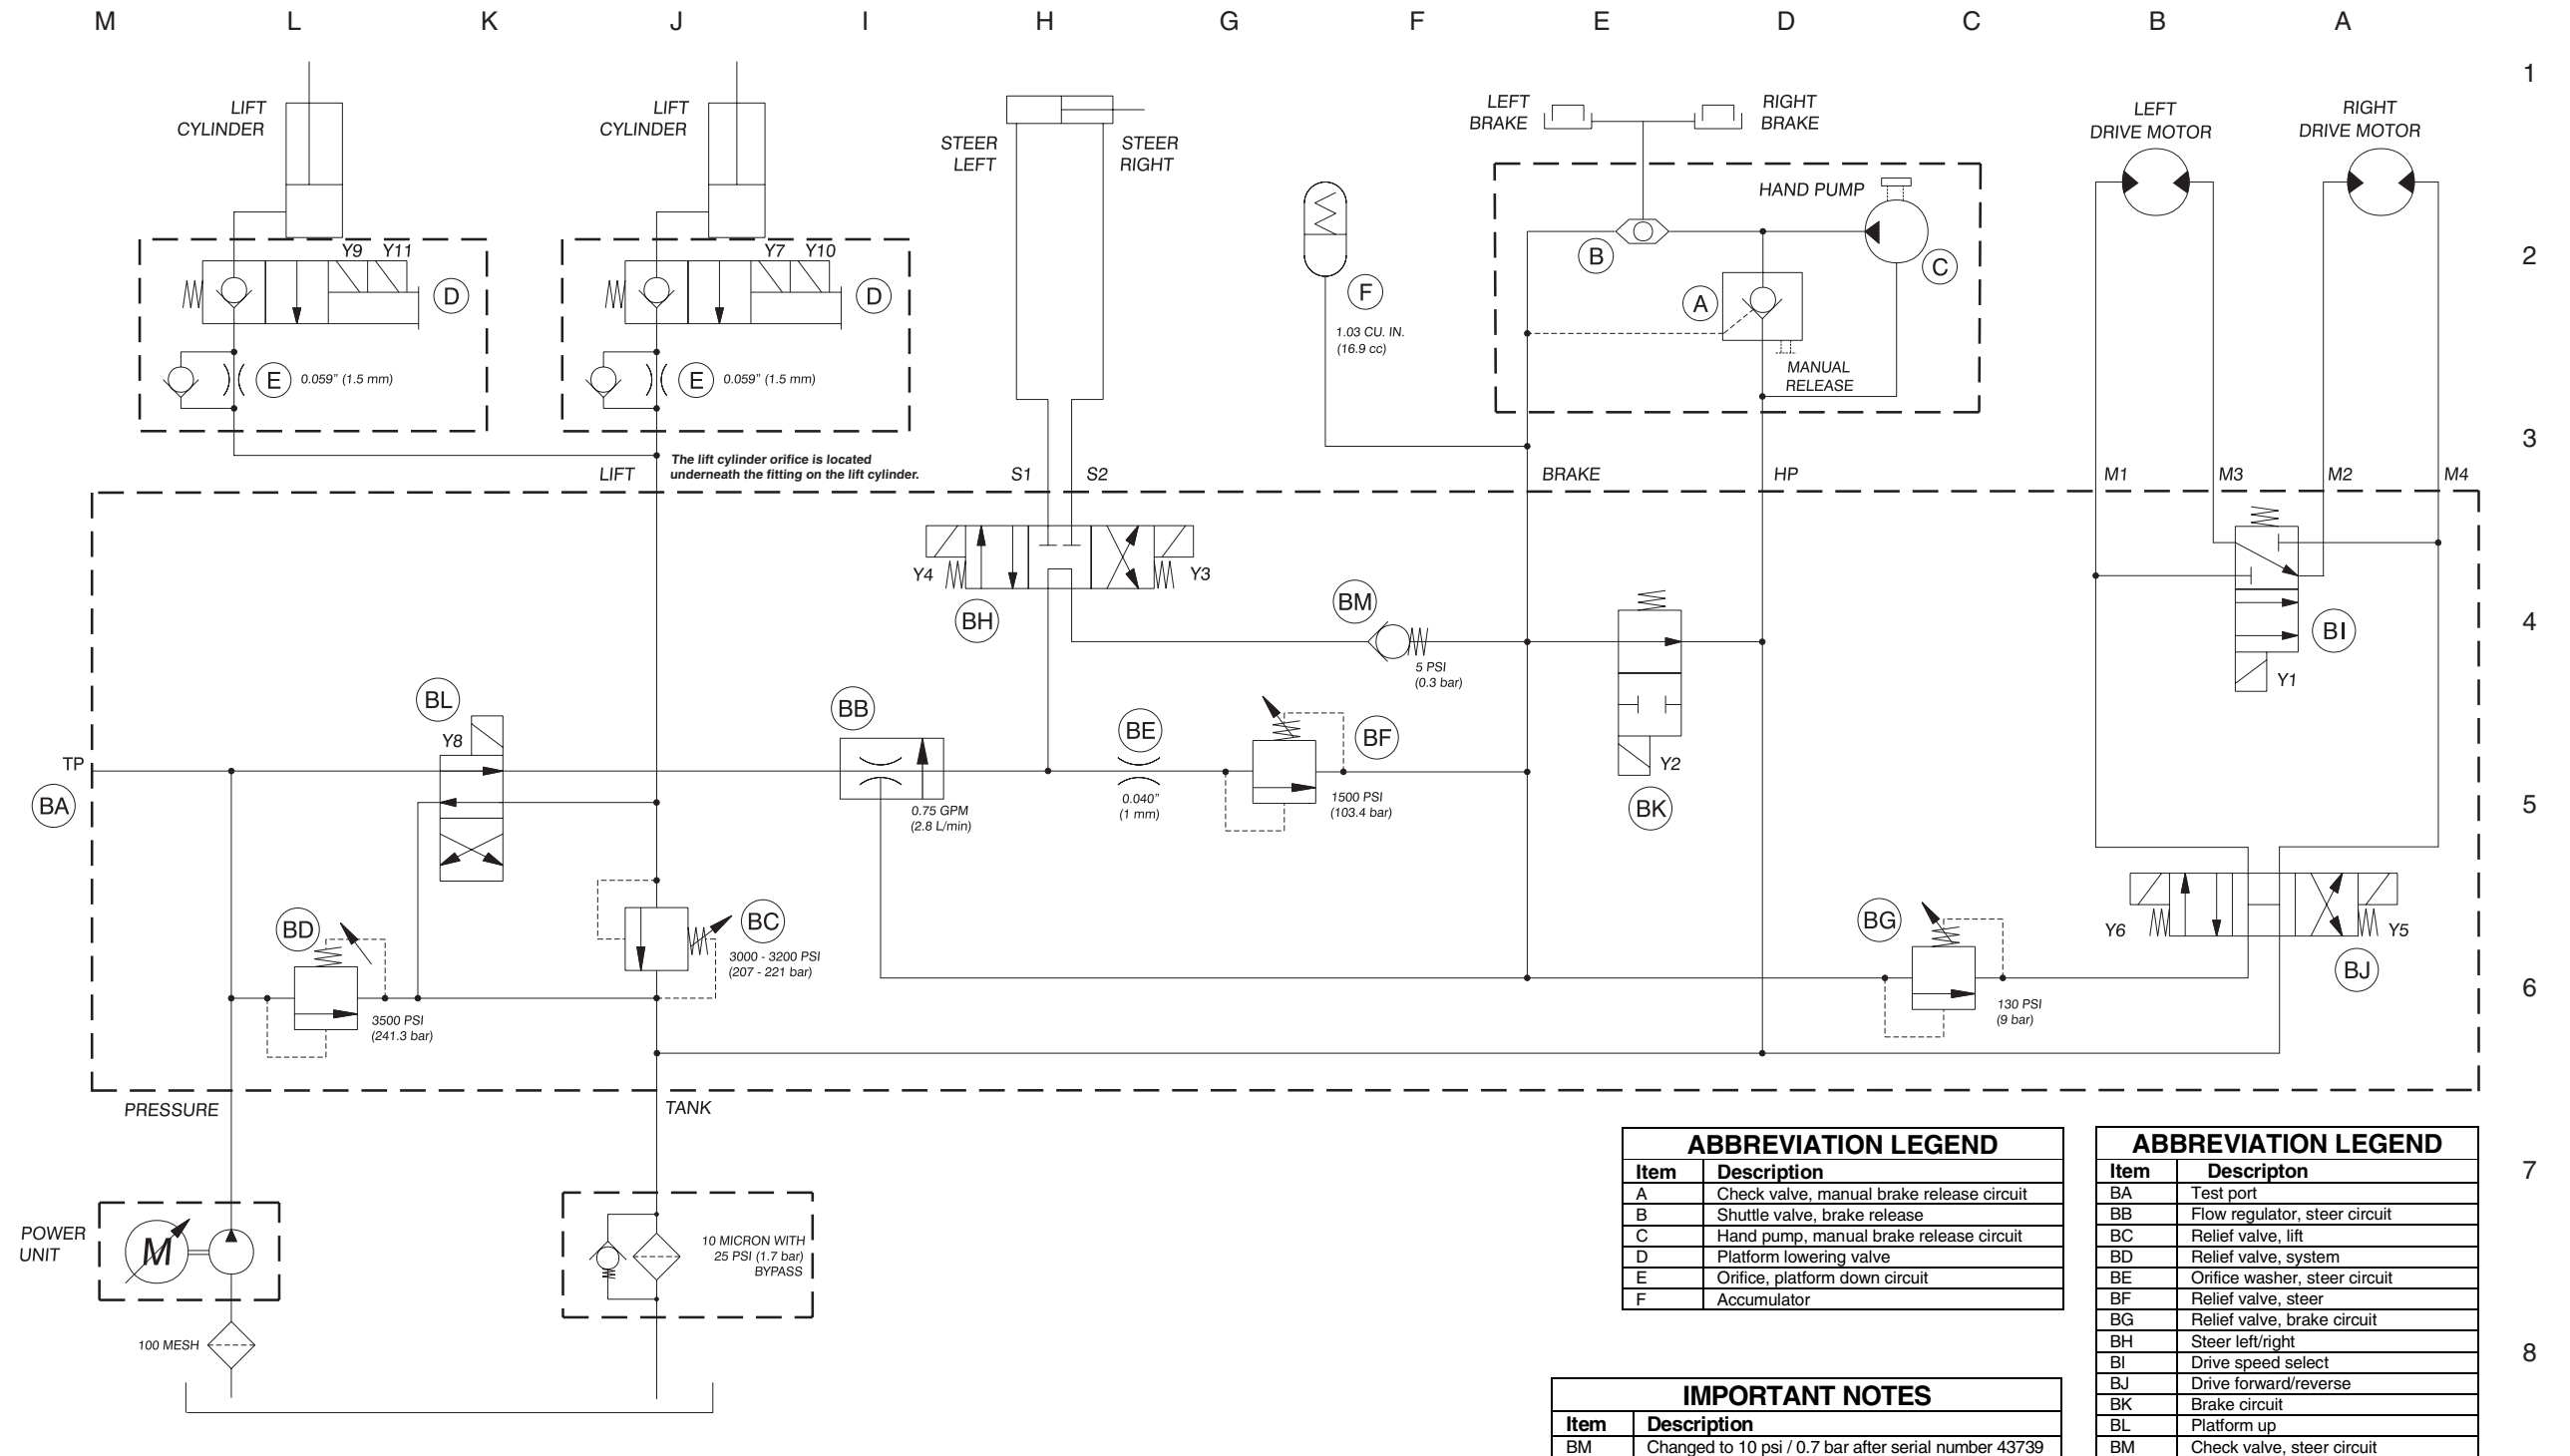 M L K J I H G F E D C B A
1
2
3
4
5
6
7
8
LIFT
CYLINDER
LIFT
CYLINDER
STEER
LEFT
STEER
RIGHT
LEFT
BRAKE
RIGHT
BRAKE
LEFT
DRIVE MOTOR
RIGHT
DRIVE MOTOR
HAND PUMP
Y9 Y11
D
Y7 Y10
D
F
1.03 CU. IN.
(16.9 cc)
B
C
A
MANUAL
RELEASE
E 0.059” (1.5 mm)
E 0.059” (1.5 mm)
The lift cylinder orifice is located
underneath the fitting on the lift cylinder.
LIFT
S1
S2
BRAKE
HP
M1
M3
M2
M4
Y4
Y3
BH
BM
5 PSI
(0.3 bar)
BI
Y1
BL
Y8
BB
0.75 GPM
(2.8 L/min)
BE
0.040”
(1 mm)
BF
1500 PSI
(103.4 bar)
Y2
BK
TP
BA
BD
3500 PSI
(241.3 bar)
BC
3000 - 3200 PSI
(207 - 221 bar)
BG
130 PSI
(9 bar)
Y6
Y5
BJ
PRESSURE
TANK
POWER
UNIT
M
10 MICRON WITH
25 PSI (1.7 bar)
BYPASS
100 MESH
ABBREVIATION LEGEND
Item Description
A Check valve, manual brake release circuit
B Shuttle valve, brake release
C Hand pump, manual brake release circuit
D Platform lowering valve
E Orifice, platform down circuit
F Accumulator
IMPORTANT NOTES
Item Description
BM Changed to 10 psi / 0.7 bar after serial number 43739
ABBREVIATION LEGEND
Item Descripton
BA Test port
BB Flow regulator, steer circuit
BC Relief valve, lift
BD Relief valve, system
BE Orifice washer, steer circuit
BF Relief valve, steer
BG Relief valve, brake circuit
BH Steer left/right
BI Drive speed select
BJ Drive forward/reverse
BK Brake circuit
BL Platform up
BM Check valve, steer circuit